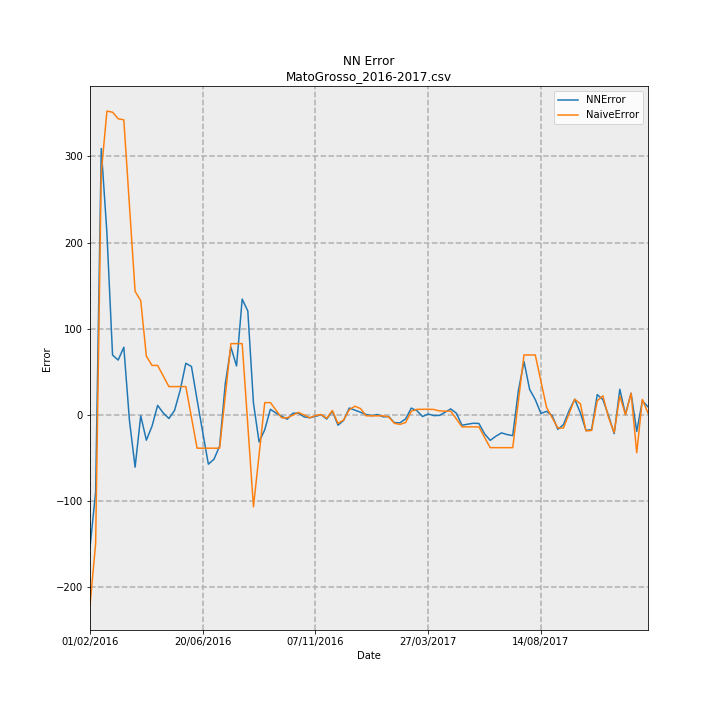 NN Error
MatoGrosso_2016-2017.csv
NNError
NaiveError
300
200
100
0
−100
−200
Error
01/02/2016
20/06/2016
07/11/2016
27/03/2017
14/08/2017
Date